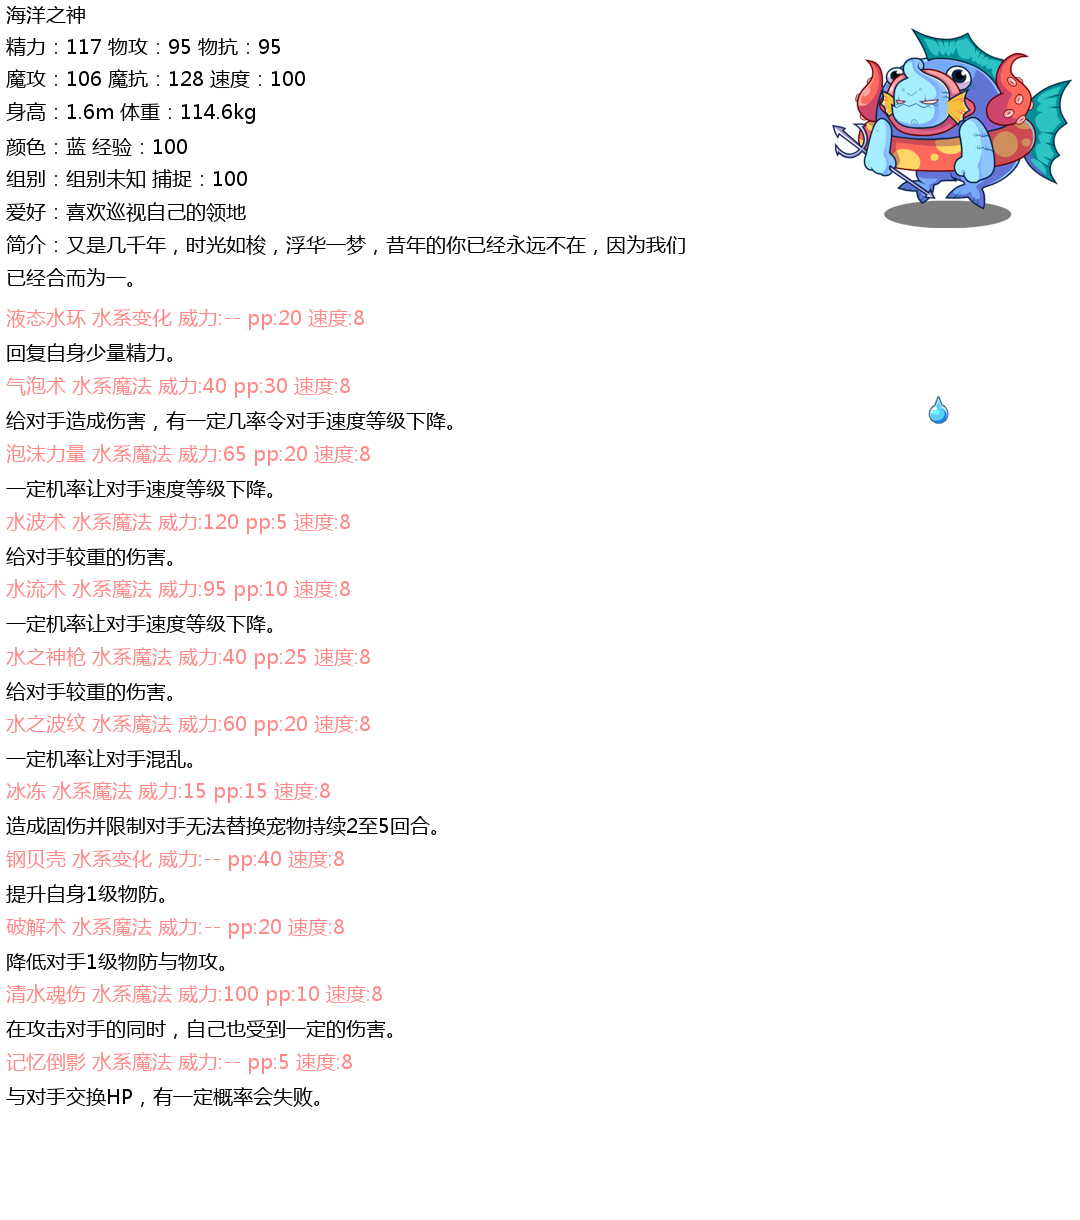 海洋之神
精力：117 物攻：95 物抗：95
魔攻：106 魔抗：128 速度：100
身高：1.6m 体重：114.6kg
颜色：蓝 经验：100
组别：组别未知 捕捉：100
爱好：喜欢巡视自己的领地
简介：又是几千年，时光如梭，浮华一梦，昔年的你已经永远不在，因为我们
已经合而为一。
液态水环 水系变化 威力:-- pp:20 速度:8
回复自身少量精力。
气泡术 水系魔法 威力:40 pp:30 速度:8
给对手造成伤害，有一定几率令对手速度等级下降。
泡沫力量 水系魔法 威力:65 pp:20 速度:8
一定机率让对手速度等级下降。
水波术 水系魔法 威力:120 pp:5 速度:8
给对手较重的伤害。
水流术 水系魔法 威力:95 pp:10 速度:8
一定机率让对手速度等级下降。
水之神枪 水系魔法 威力:40 pp:25 速度:8
给对手较重的伤害。
水之波纹 水系魔法 威力:60 pp:20 速度:8
一定机率让对手混乱。
冰冻 水系魔法 威力:15 pp:15 速度:8
造成固伤并限制对手无法替换宠物持续2至5回合。
钢贝壳 水系变化 威力:-- pp:40 速度:8
提升自身1级物防。
破解术 水系魔法 威力:-- pp:20 速度:8
降低对手1级物防与物攻。
清水魂伤 水系魔法 威力:100 pp:10 速度:8
在攻击对手的同时，自己也受到一定的伤害。
记忆倒影 水系魔法 威力:-- pp:5 速度:8
与对手交换HP，有一定概率会失败。